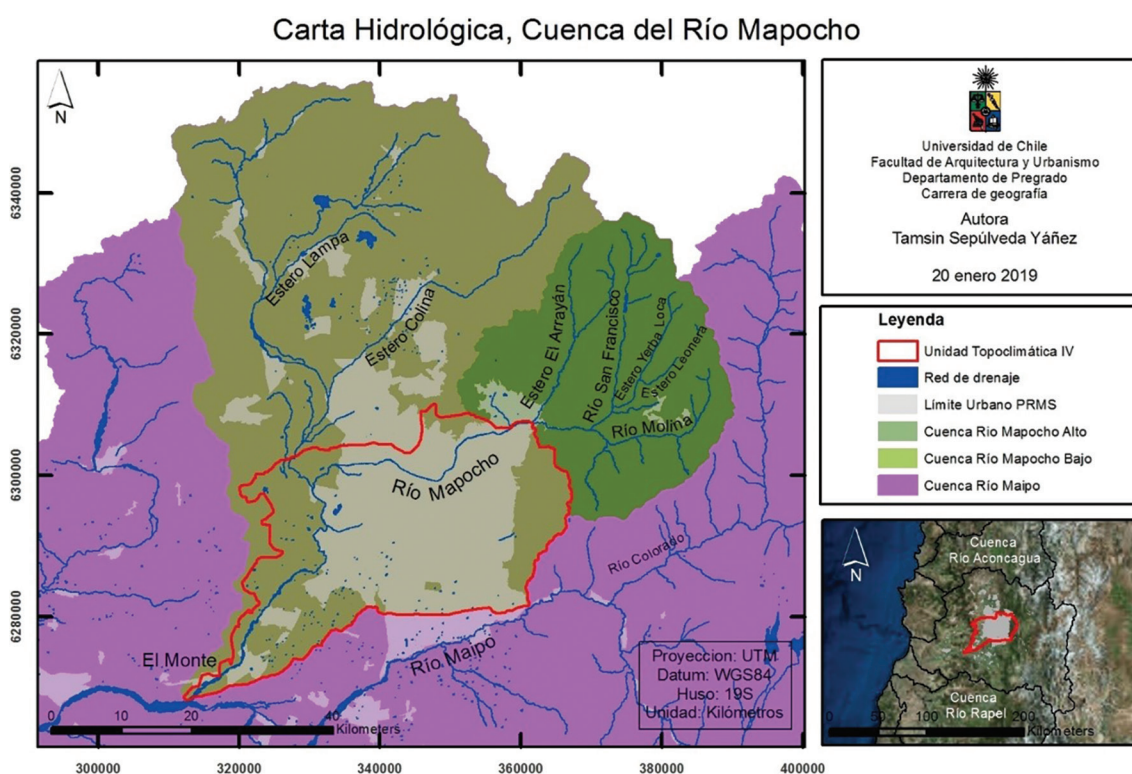 Carta Hidrológica, Cuenca del Río Mapocho
N
6340000
6320000
6300000
6280000
Estero Lampa
Estero Colina
Estero El Arrayán
Río San Francisco
Estero Yerba Loca
Estero Leonera
Río Molina
Río Mapocho
Río Colorado
El Monte
Río Maipo
Proyeccion: UTM
Datum: WGS84
Huso: 19S
Unidad: Kilómetros
0 10 20 40
Kilometers
300000 320000 340000 360000 380000 400000
Universidad de Chile
Facultad de Arquitectura y Urbanismo
Departamento de Pregrado
Carrera de geografía
Autora
Tamsin Sepúlveda Yáñez
20 enero 2019
Leyenda
Unidad Topoclimática IV
Red de drenaje
Límite Urbano PRMS
Cuenca Río Mapocho Alto
Cuenca Río Mapocho Bajo
Cuenca Río Maipo
N
Cuenca
Río Aconcagua
Cuenca
Río Rapel
0 50 100 200
Kilometers